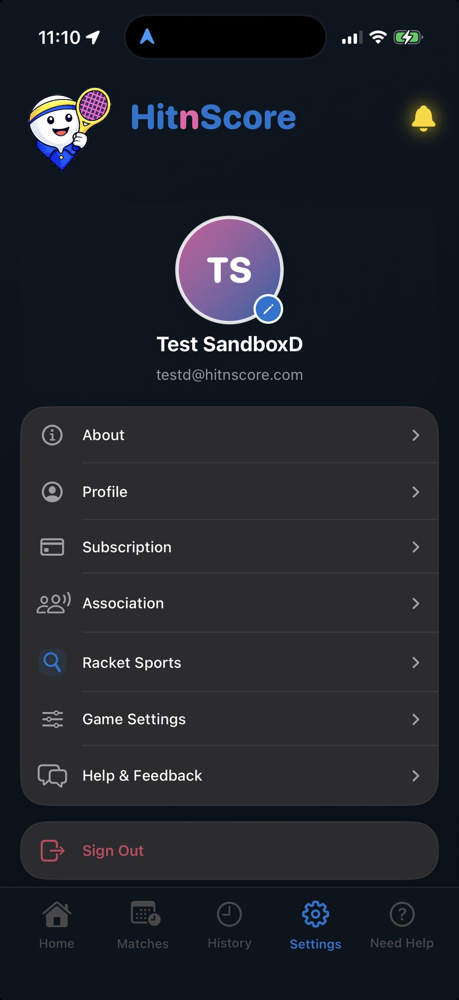 11:10
HitnScore
TS
Test SandboxD
testd@hitnscore.com
About
Profile
Subscription
Association
Racket Sports
Game Settings
Help & Feedback
Sign Out
Home
Matches
History
Settings
Need Help